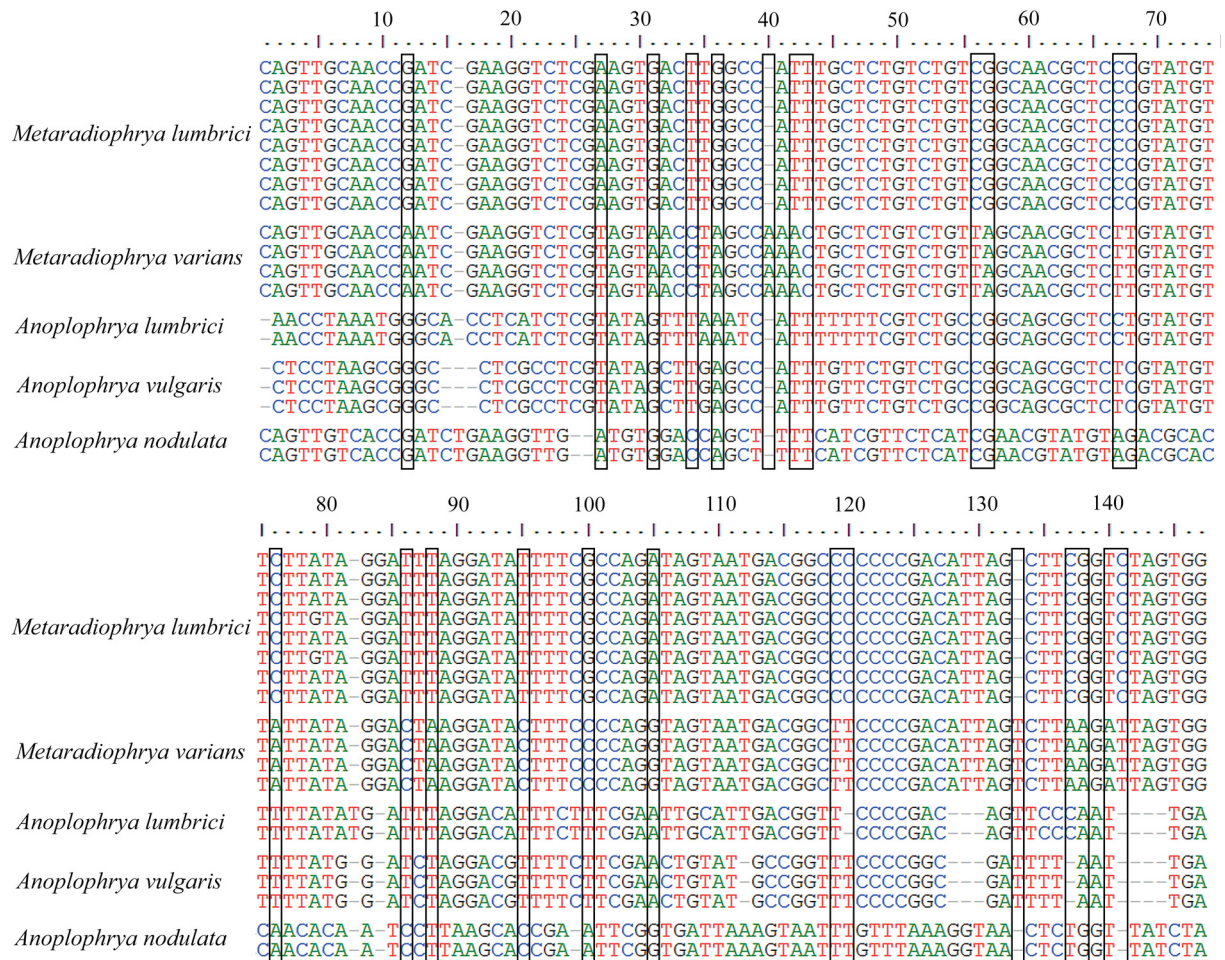 10 20 30 40 50 60 70
CAGTTGCAACCGATC-GAAGGTCTCGAAGTGACTTGGCC-ATTTGCTCTGTCTGTCGGCAACGCTCCCGTATGT
CAGTTGCAACCGATC-GAAGGTCTCGAAGTGACTTGGCC-ATTTGCTCTGTCTGTCGGCAACGCTCCCGTATGT
CAGTTGCAACCGATC-GAAGGTCTCGAAGTGACTTGGCC-ATTTGCTCTGTCTGTCGGCAACGCTCCCGTATGT
CAGTTGCAACCGATC-GAAGGTCTCGAAGTGACTTGGCC-ATTTGCTCTGTCTGTCGGCAACGCTCCCGTATGT
Metaradiophrya lumbrici
CAGTTGCAACCGATC-GAAGGTCTCGAAGTGACTTGGCC-ATTTGCTCTGTCTGTCGGCAACGCTCCCGTATGT
CAGTTGCAACCGATC-GAAGGTCTCGAAGTGACTTGGCC-ATTTGCTCTGTCTGTCGGCAACGCTCCCGTATGT
CAGTTGCAACCGATC-GAAGGTCTCGAAGTGACTTGGCC-ATTTGCTCTGTCTGTCGGCAACGCTCCCGTATGT
CAGTTGCAACCGATC-GAAGGTCTCGAAGTGACTTGGCC-ATTTGCTCTGTCTGTCGGCAACGCTCCCGTATGT
CAGTTGCAACCAATC-GAAGGTCTCGTAGTAACCTAGCCAAACTGCTCTGTCTGTTAGCAACGCTCTTGTATGT
CAGTTGCAACCAATC-GAAGGTCTCGTAGTAACCTAGCCAAACTGCTCTGTCTGTTAGCAACGCTCTTGTATGT
Metaradiophrya varians
CAGTTGCAACCAATC-GAAGGTCTCGTAGTAACCTAGCCAAACTGCTCTGTCTGTTAGCAACGCTCTTGTATGT
CAGTTGCAACCAATC-GAAGGTCTCGTAGTAACCTAGCCAAACTGCTCTGTCTGTTAGCAACGCTCTTGTATGT
Anoplophrya lumbrici
-AACCTAAATGGGCA-CCTCATCTCGTATAGTTTAAATC-ATTTTTTTCGTCTGCCGGCAGCGCTCCTGTATGT
-AACCTAAATGGGCA-CCTCATCTCGTATAGTTTAAATC-ATTTTTTTCGTCTGCCGGCAGCGCTCCTGTATGT
-CTCCTAAGCGGGC---CTCGCCTCGTATAGCTTGAGCC-ATTTGTTCTGTCTGCCGGCAGCGCTCTCGTATGT
Anoplophrya vulgaris
-CTCCTAAGCGGGC---CTCGCCTCGTATAGCTTGAGCC-ATTTGTTCTGTCTGCCGGCAGCGCTCTCGTATGT
-CTCCTAAGCGGGC---CTCGCCTCGTATAGCTTGAGCC-ATTTGTTCTGTCTGCCGGCAGCGCTCTCGTATGT
Anoplophrya nodulata
CAGTTGTCACCGATCTGAAGGTTG--ATGTGGACCAGCT-TTTCATCGTTCTCATCGAACGTATGTAGACGCAC
CAGTTGTCACCGATCTGAAGGTTG--ATGTGGACCAGCT-TTTCATCGTTCTCATCGAACGTATGTAGACGCAC
80 90 100 110 120 130 140
TCTTATA-GGATTTAGGATATTTTCGCCAGATAGTAATGACGGCCCCCCCGACATTAG-CTTCGGTCTAGTGG
TCTTATA-GGATTTAGGATATTTTCGCCAGATAGTAATGACGGCCCCCCCGACATTAG-CTTCGGTCTAGTGG
TCTTATA-GGATTTAGGATATTTTCGCCAGATAGTAATGACGGCCCCCCCGACATTAG-CTTCGGTCTAGTGG
TCTTGTA-GGATTTAGGATATTTTCGCCAGATAGTAATGACGGCCCCCCCGACATTAG-CTTCGGTCTAGTGG
Metaradiophrya lumbrici
TCTTATA-GGATTTAGGATATTTTCGCCAGATAGTAATGACGGCCCCCCCGACATTAG-CTTCGGTCTAGTGG
TCTTGTA-GGATTTAGGATATTTTCGCCAGATAGTAATGACGGCCCCCCCGACATTAG-CTTCGGTCTAGTGG
TCTTATA-GGATTTAGGATATTTTCGCCAGATAGTAATGACGGCCCCCCCGACATTAG-CTTCGGTCTAGTGG
TCTTATA-GGATTTAGGATATTTTCGCCAGATAGTAATGACGGCCCCCCCGACATTAG-CTTCGGTCTAGTGG
TATTATA-GGACTAAGGATACTTTCCCCAGGTAGTAATGACGGCTTCCCCGACATTAGTCTTAAGATTAGTGG
TATTATA-GGACTAAGGATACTTTCCCCAGGTAGTAATGACGGCTTCCCCGACATTAGTCTTAAGATTAGTGG
Metaradiophrya varians
TATTATA-GGACTAAGGATACTTTCCCCAGGTAGTAATGACGGCTTCCCCGACATTAGTCTTAAGATTAGTGG
TATTATA-GGACTAAGGATACTTTCCCCAGGTAGTAATGACGGCTTCCCCGACATTAGTCTTAAGATTAGTGG
Anoplophrya lumbrici
TTTTATATG-ATTTAGGACATTTCTTTCGAATTGCATTGACGGTT-CCCCGAC---AGTTCCCAAT----TGA
TTTTATATG-ATTTAGGACATTTCTTTCGAATTGCATTGACGGTT-CCCCGAC---AGTTCCCAAT----TGA
TTTTATG-G-ATCTAGGACGTTTTCTTCGAACTGTAT-GCCGGTTTCCCCGGC---GATTTT-AAT----TGA
Anoplophrya vulgaris
TTTTATG-G-ATCTAGGACGTTTTCTTCGAACTGTAT-GCCGGTTTCCCCGGC---GATTTT-AAT----TGA
TTTTATG-G-ATCTAGGACGTTTTCTTCGAACTGTAT-GCCGGTTTCCCCGGC---GATTTT-AAT----TGA
Anoplophrya nodulata
CAACACA-A-TCCTTAAGCACCGA-ATTCGGTGATTAAAGTAATTTGTTTAAAGGTAA-CTCTGGT-TATCTA
CAACACA-A-TCCTTAAGCACCGA-ATTCGGTGATTAAAGTAATTTGTTTAAAGGTAA-CTCTGGT-TATCTA